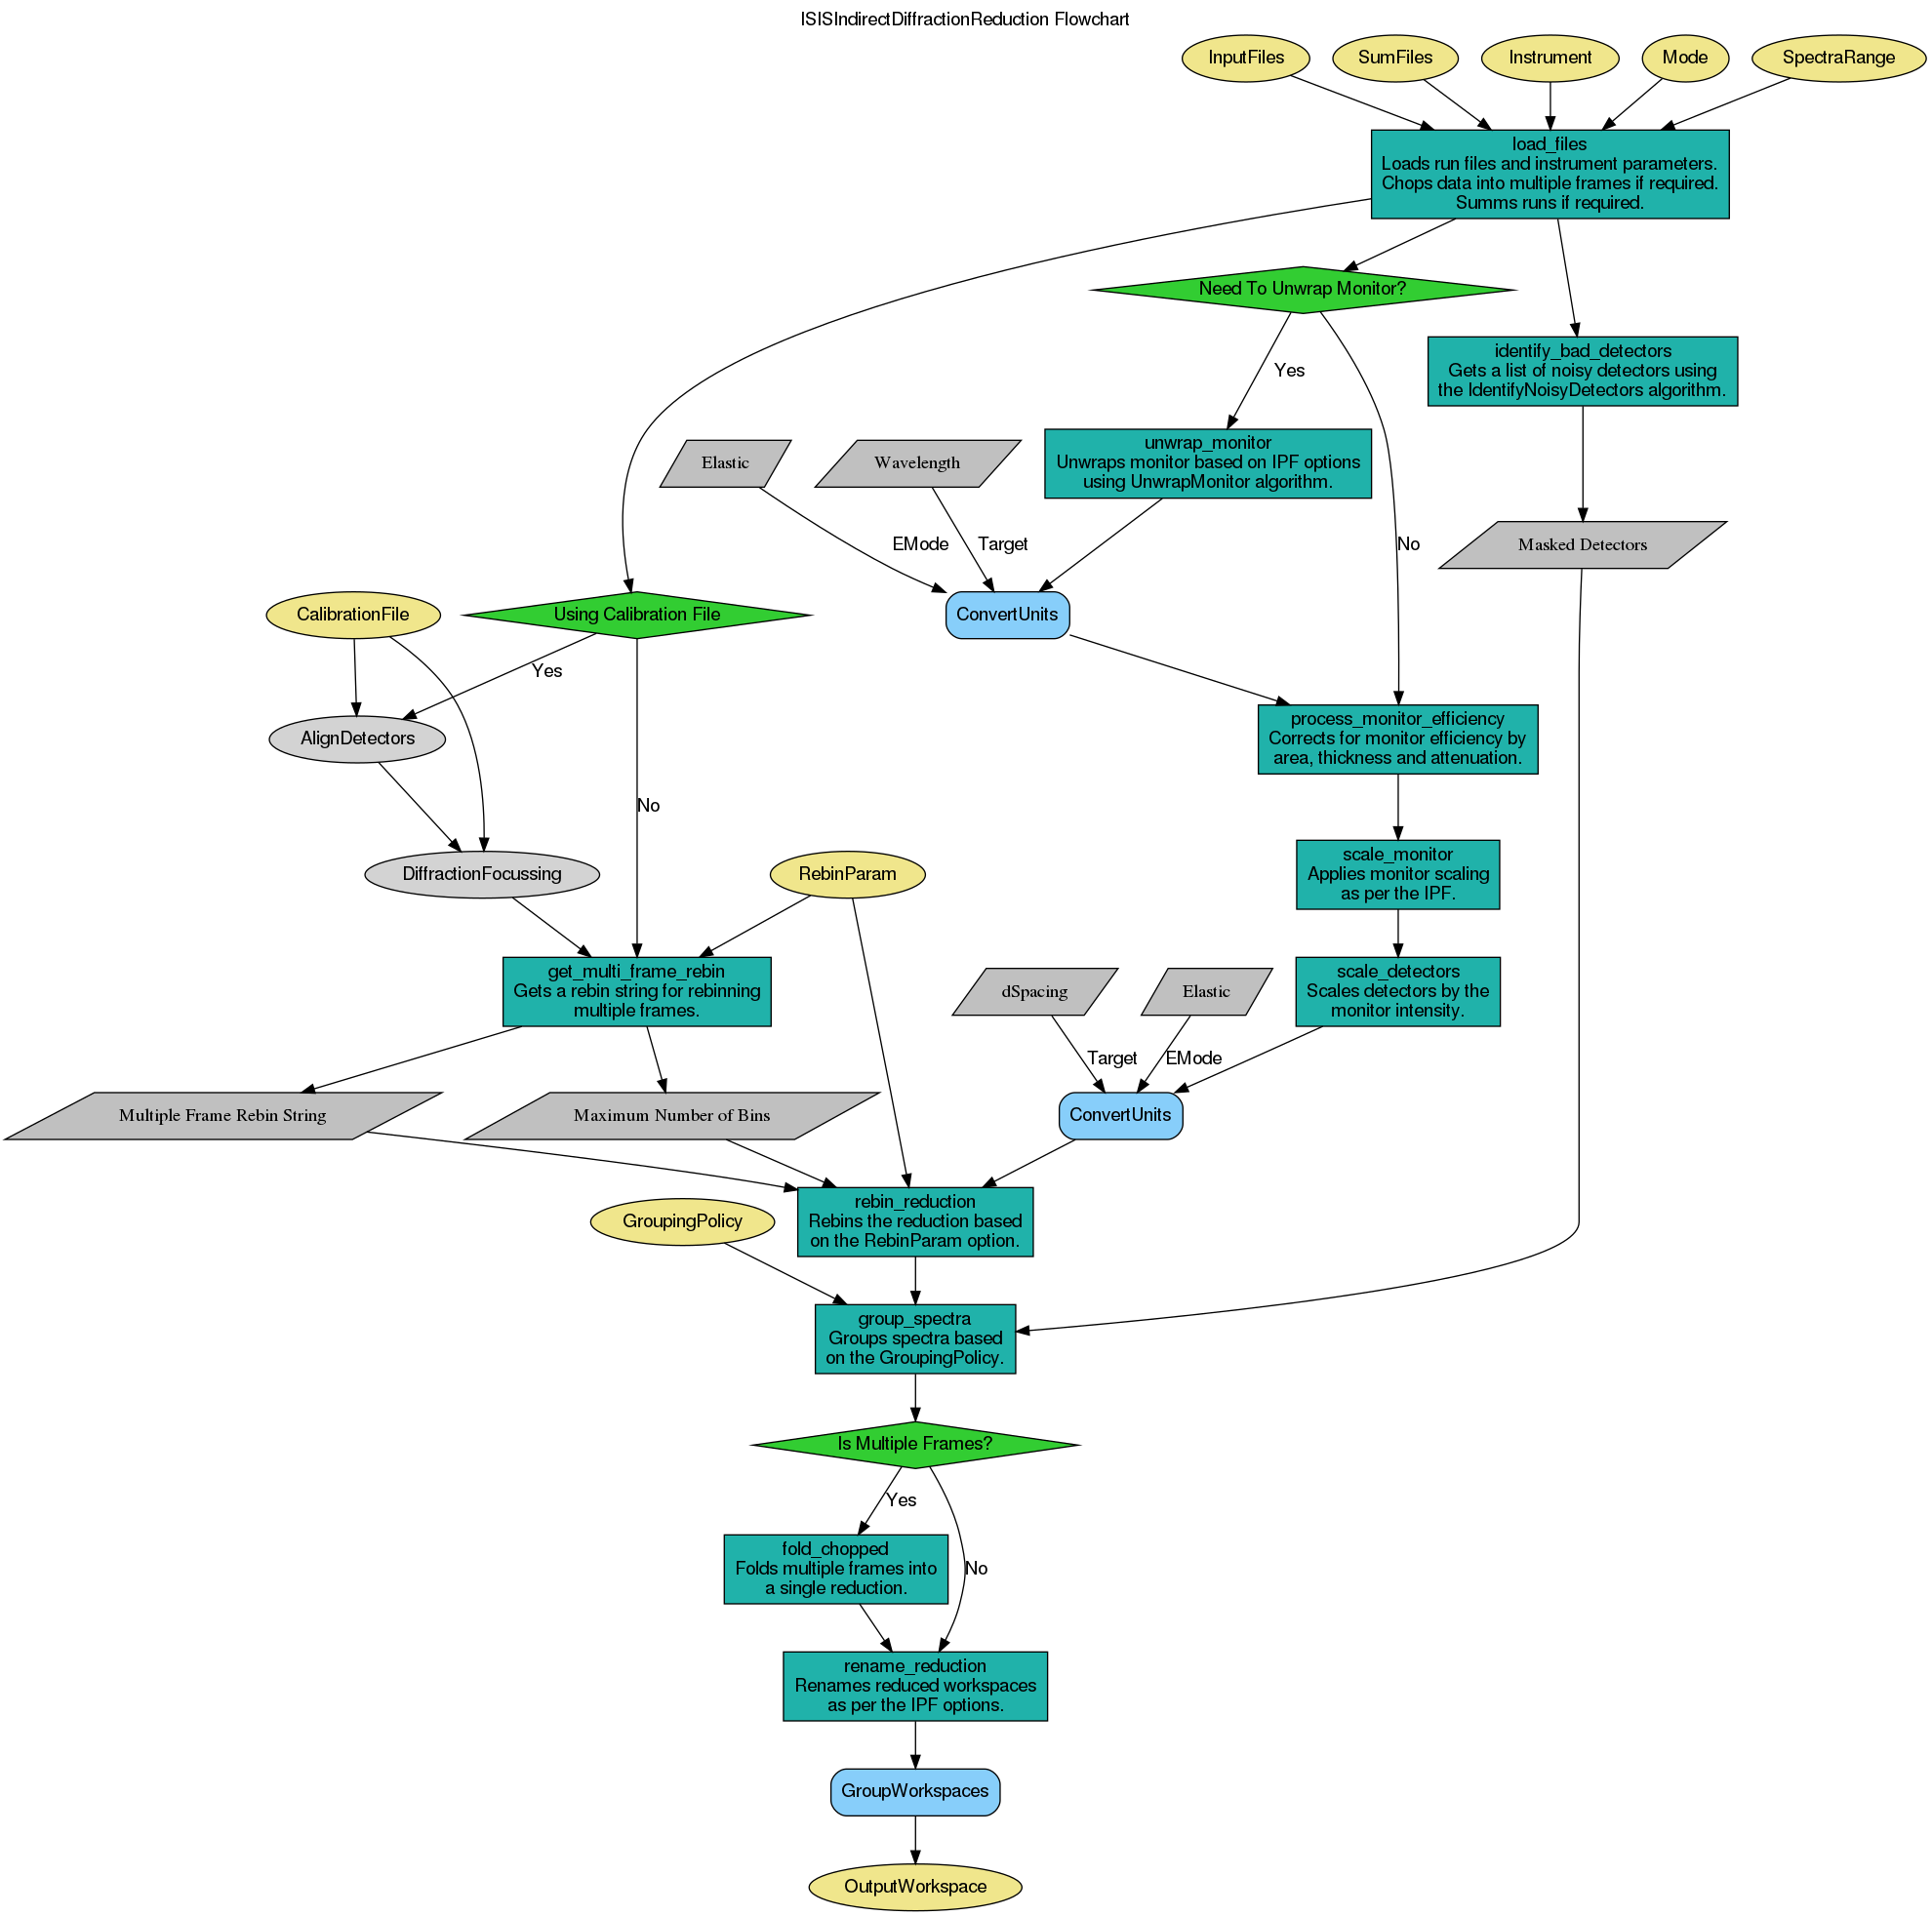 ISISIndirectDiffractionReduction Flowchart
InputFiles
SumFiles
Instrument
Mode
SpectraRange
load_files
Loads run files and instrument parameters.
Chops data into multiple frames if required.
Summs runs if required.
Need To Unwrap Monitor?
identify_bad_detectors
Gets a list of noisy detectors using
the IdentifyNoisyDetectors algorithm.
Yes
Elastic
Wavelength
unwrap_monitor
Unwraps monitor based on IPF options
using UnwrapMonitor algorithm.
EMode
Target
No
Masked Detectors
CalibrationFile
Using Calibration File
ConvertUnits
Yes
AlignDetectors
process_monitor_efficiency
Corrects for monitor efficiency by
area, thickness and attenuation.
No
DiffractionFocussing
RebinParam
scale_monitor
Applies monitor scaling
as per the IPF.
get_multi_frame_rebin
Gets a rebin string for rebinning
multiple frames.
dSpacing
Elastic
scale_detectors
Scales detectors by the
monitor intensity.
Target
EMode
Multiple Frame Rebin String
Maximum Number of Bins
ConvertUnits
GroupingPolicy
rebin_reduction
Rebins the reduction based
on the RebinParam option.
group_spectra
Groups spectra based
on the GroupingPolicy.
Is Multiple Frames?
Yes
fold_chopped
Folds multiple frames into
a single reduction.
No
rename_reduction
Renames reduced workspaces
as per the IPF options.
GroupWorkspaces
OutputWorkspace